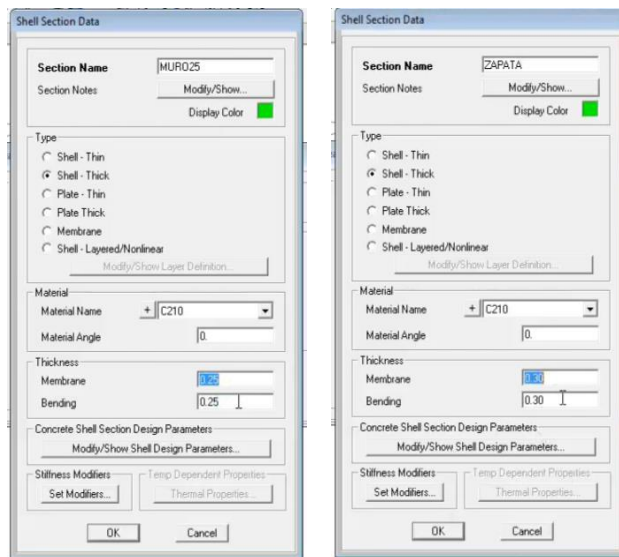 Shell Section Data
Section Name MURO25
Section Notes Modify/Show...
Display Color
Type
Shell - Thin
Shell - Thick
Plate - Thin
Plate Thick
Membrane
Shell - Layered/Nonlinear
Modify/Show Layer Definition...
Material
Material Name + C210
Material Angle 0.
Thickness
Membrane 0.25
Bending 0.25
Concrete Shell Section Design Parameters
Modify/Show Shell Design Parameters...
Stiffness Modifiers Temp Dependent Properties
Set Modifiers... Thermal Properties...
OK Cancel
Shell Section Data
Section Name ZAPATA
Section Notes Modify/Show...
Display Color
Type
Shell - Thin
Shell - Thick
Plate - Thin
Plate Thick
Membrane
Shell - Layered/Nonlinear
Modify/Show Layer Definition...
Material
Material Name + C210
Material Angle 0.
Thickness
Membrane 0.30
Bending 0.30
Concrete Shell Section Design Parameters
Modify/Show Shell Design Parameters...
Stiffness Modifiers Temp Dependent Properties
Set Modifiers... Thermal Properties...
OK Cancel